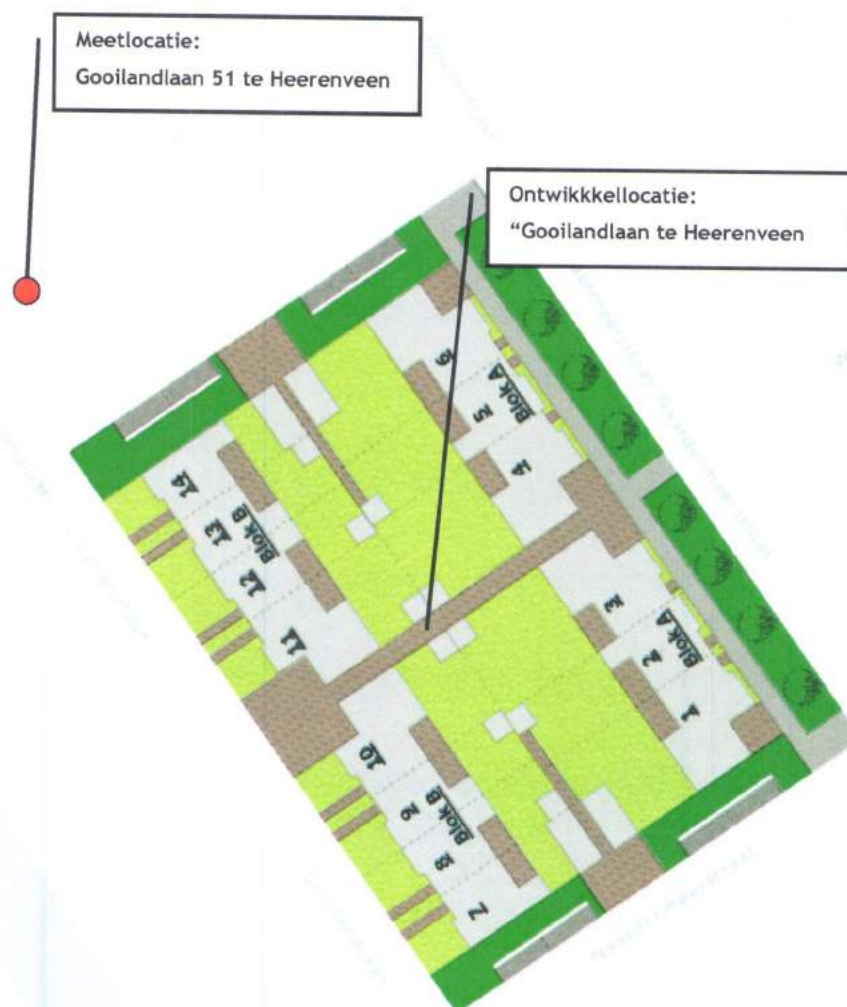 Meetlocatie:
Gooilandlaan 51 te Heerenveen
Ontwikkkellocatie:
“Gooilandlaan te Heerenveen
6
5
4
Blok A
14
13
12
11
Blok B
3
2
1
Blok A
10
9
8
7
Blok B